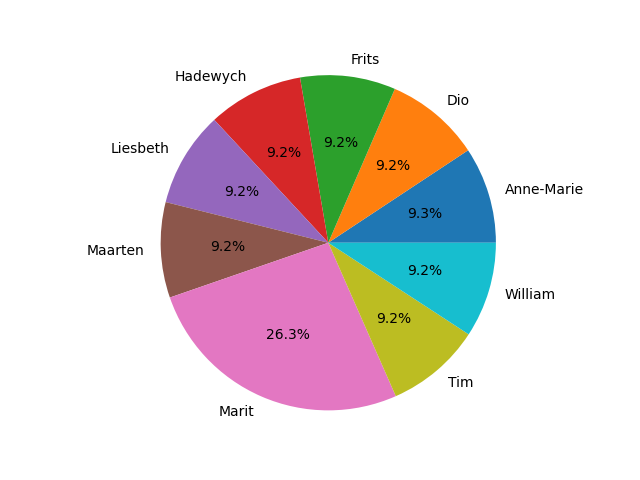 Frits
Hadewych
Dio
Liesbeth
Anne-Marie
Maarten
William
Tim
Marit
9.2%
9.2%
9.2%
9.2%
9.3%
9.2%
9.2%
9.2%
26.3%